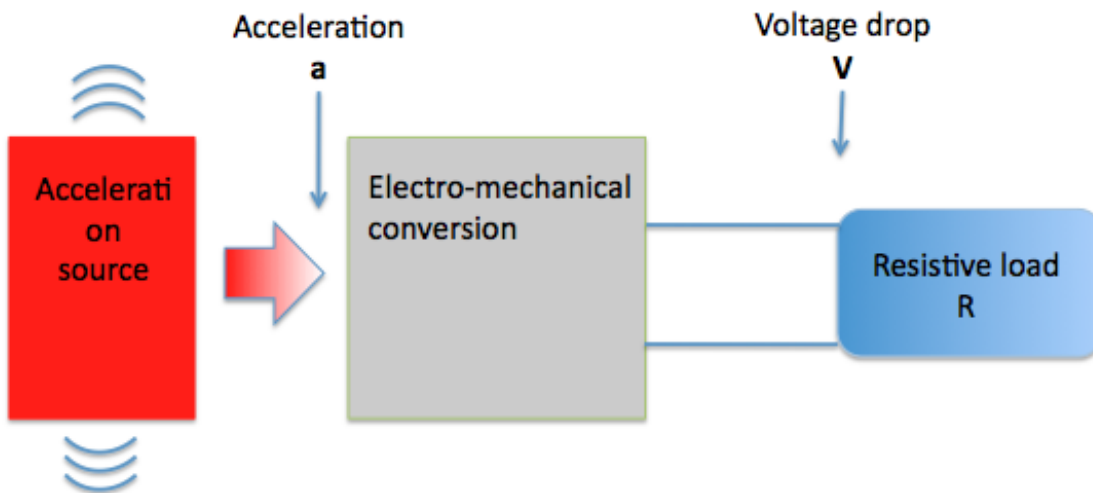 Acceleration
a
Voltage drop
V
Accelerati
on
source
Electro-mechanical
conversion
Resistive load
R